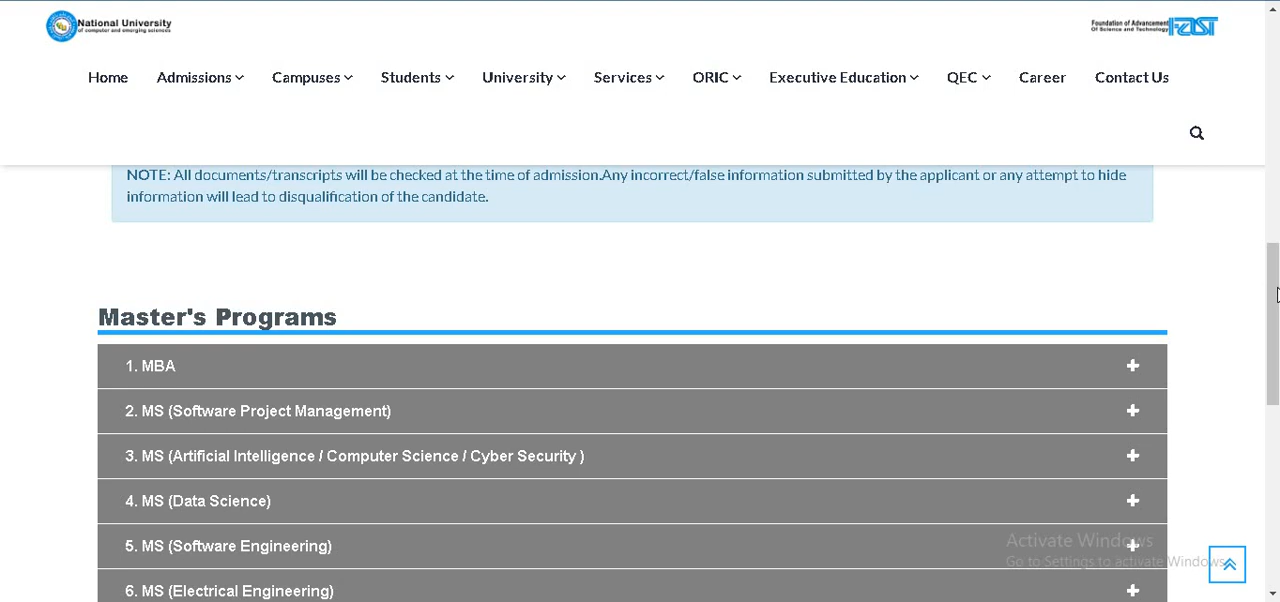 National University
of computer and emerging sciences
Foundation of Advancement
Of Science and Technology
FAST
Home Admissions Campuses Students University Services ORIC Executive Education QEC Career Contact Us
NOTE: All documents/transcripts will be checked at the time of admission.Any incorrect/false information submitted by the applicant or any attempt to hide
information will lead to disqualification of the candidate.
Master's Programs
1. MBA
2. MS (Software Project Management)
3. MS (Artificial Intelligence / Computer Science / Cyber Security )
4. MS (Data Science)
5. MS (Software Engineering)
Activate Windows
Go to Settings to activate Windows.
6. MS (Electrical Engineering)